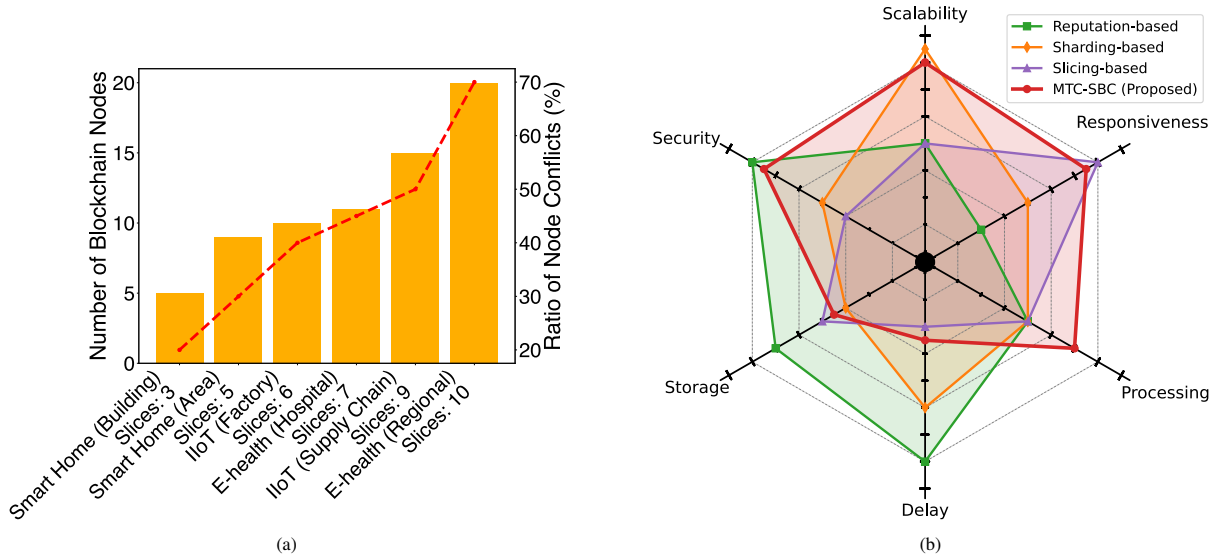 Number of Blockchain Nodes
20
15
10
5
0
70
60
50
40
30
20
Ratio of Node Conflicts (%)
Smart Home (Building)
Slices: 3
Smart Home (Area)
Slices: 5
IIoT (Factory)
Slices: 6
E-health (Hospital)
Slices: 7
IIoT (Supply Chain)
Slices: 9
E-health (Regional)
Slices: 10
(a)
Scalability
Reputation-based
Sharding-based
Slicing-based
MTC-SBC (Proposed)
Security
Responsiveness
Storage
Processing
Delay
(b)